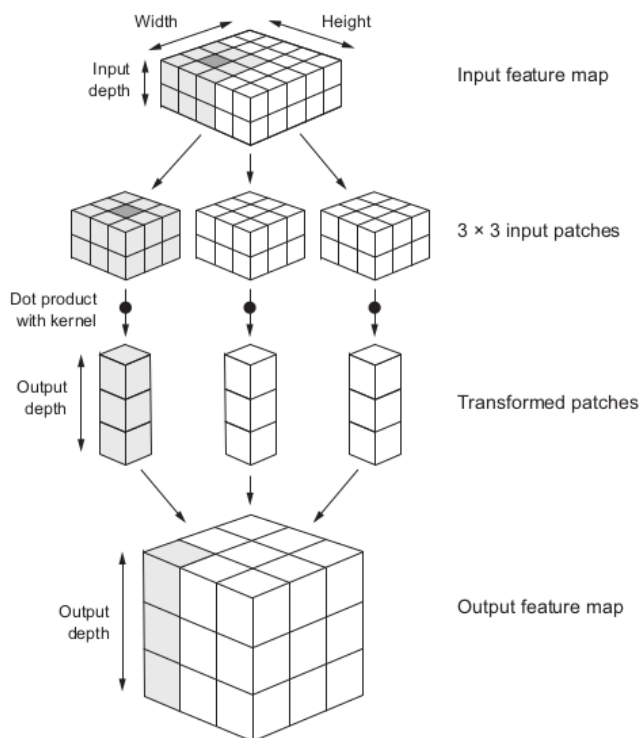 Width
Height
Input
depth
Input feature map
3 × 3 input patches
Dot product
with kernel
Output
depth
Transformed patches
Output
depth
Output feature map